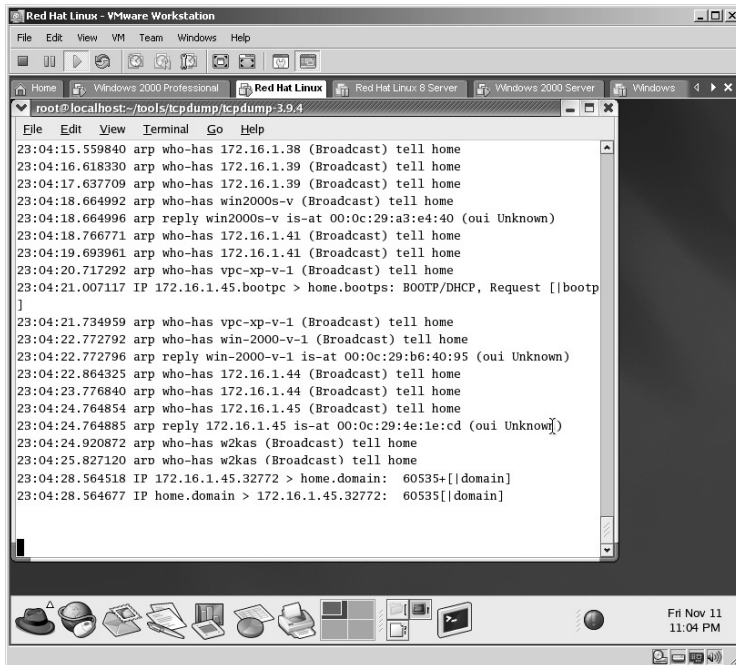 Red Hat Linux - VMware Workstation
File Edit View VM Team Windows Help
Home Windows 2000 Professional Red Hat Linux Red Hat Linux 8 Server Windows 2000 Server Windows
root@localhost:~/tools/tcpdump/tcpdump-3.9.4
File Edit View Terminal Go Help
23:04:15.559840 arp who-has 172.16.1.38 (Broadcast) tell home
23:04:16.618330 arp who-has 172.16.1.39 (Broadcast) tell home
23:04:17.637709 arp who-has 172.16.1.39 (Broadcast) tell home
23:04:18.664992 arp who-has win2000s-v (Broadcast) tell home
23:04:18.664996 arp reply win2000s-v is-at 00:0c:29:a3:e4:40 (oui Unknown)
23:04:18.766771 arp who-has 172.16.1.41 (Broadcast) tell home
23:04:19.693961 arp who-has 172.16.1.41 (Broadcast) tell home
23:04:20.717292 arp who-has vpc-xp-v-1 (Broadcast) tell home
23:04:21.007117 IP 172.16.1.45.bootpc > home.bootps: BOOTP/DHCP, Request [|bootp
]
23:04:21.734959 arp who-has vpc-xp-v-1 (Broadcast) tell home
23:04:22.772792 arp who-has win-2000-v-1 (Broadcast) tell home
23:04:22.772796 arp reply win-2000-v-1 is-at 00:0c:29:b6:40:95 (oui Unknown)
23:04:22.864325 arp who-has 172.16.1.44 (Broadcast) tell home
23:04:23.776840 arp who-has 172.16.1.44 (Broadcast) tell home
23:04:24.764854 arp who-has 172.16.1.45 (Broadcast) tell home
23:04:24.764885 arp reply 172.16.1.45 is-at 00:0c:29:4e:1e:cd (oui Unknown)
23:04:24.920872 arp who-has w2kas (Broadcast) tell home
23:04:25.827120 arp who-has w2kas (Broadcast) tell home
23:04:28.564518 IP 172.16.1.45.32772 > home.domain: 60535+[|domain]
23:04:28.564677 IP home.domain > 172.16.1.45.32772: 60535[|domain]
Fri Nov 11
11:04 PM